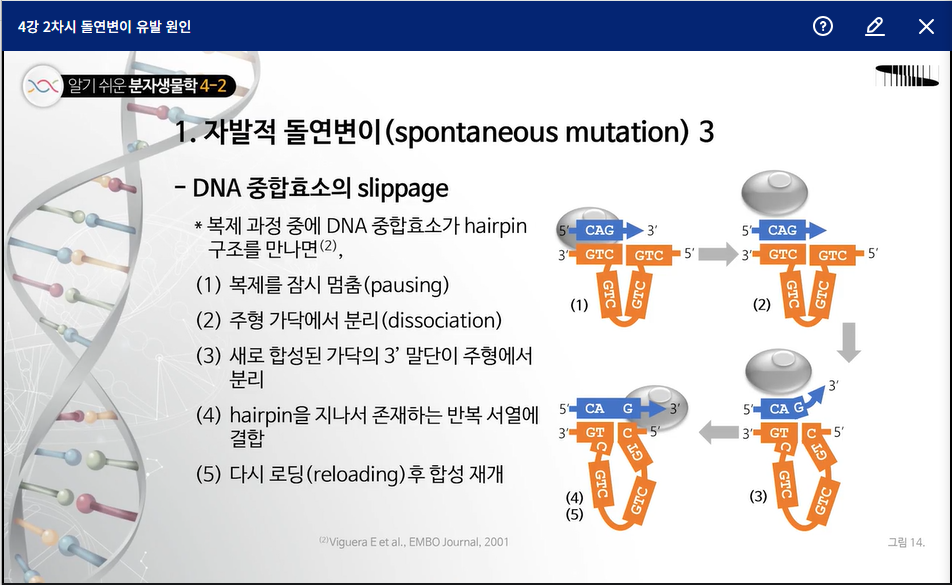 4강 2차시 돌연변이 유발 원인
알기 쉬운 분자생물학 4-2
1. 자발적 돌연변이(spontaneous mutation) 3
- DNA 중합효소의 slippage
* 복제 과정 중에 DNA 중합효소가 hairpin
구조를 만나면(2),
(1) 복제를 잠시 멈춤(pausing)
(2) 주형 가닥에서 분리(dissociation)
(3) 새로 합성된 가닥의 3’ 말단이 주형에서
분리
(4) hairpin을 지나서 존재하는 반복 서열에
결합
(5) 다시 로딩(reloading)후 합성 재개
5’ CAG 3’
3’ GTC GTC 5’
GTC GTC
(1)
5’ CAG
3’ GTC GTC 5’
GTC GTC
(2)
5’ CA G 3’
3’ GT C 5’
C GT
GTC GTC
(4)
(5)
5’ CA G 3’
3’ GT C 5’
C GT
GTC GTC
(3)
(2)Viguera E et al., EMBO Journal, 2001
그림 14.